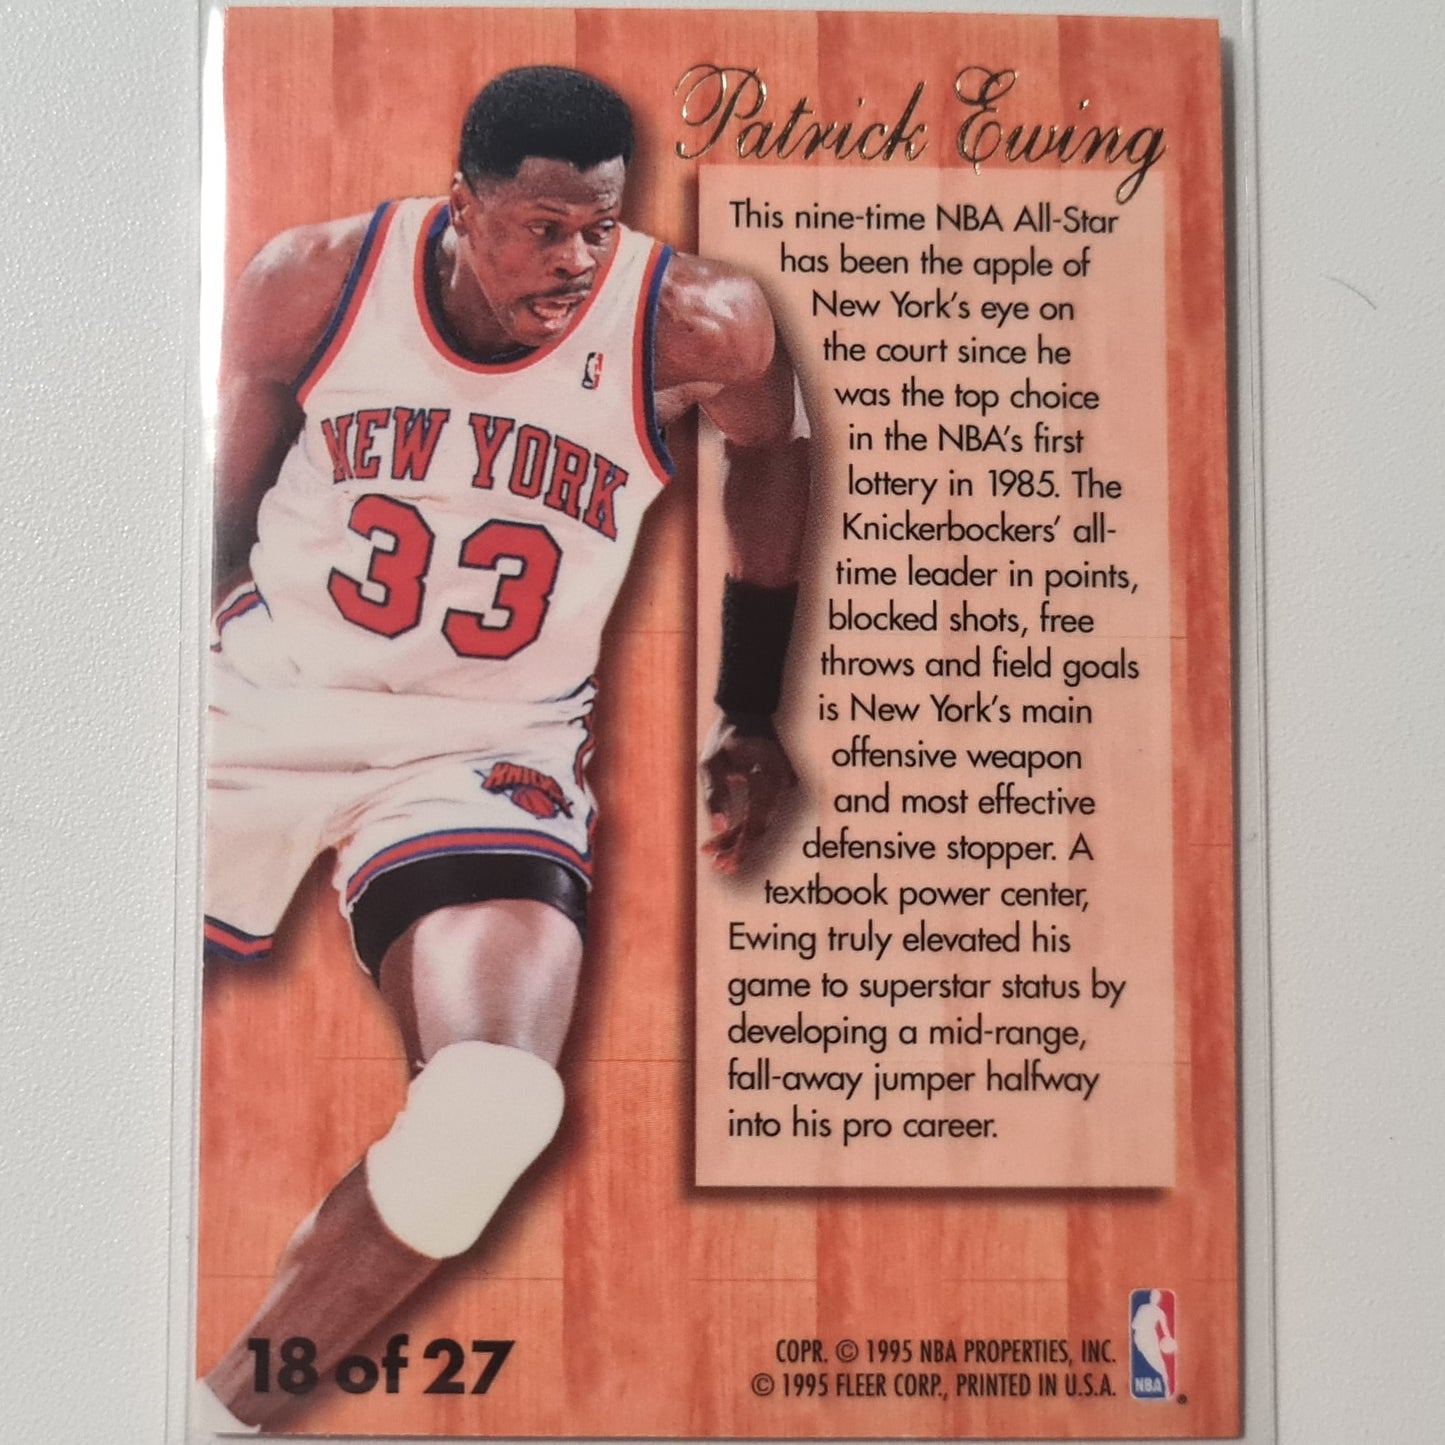 Patrick Ewing
This nine-time NBA All-Star
has been the apple of
New York's eye on
the court since he
was the top choice
in the NBA's first
lottery in 1985. The
Knickerbockers' all-
time leader in points,
blocked shots, free
throws and field goals
is New York's main
offensive weapon
and most effective
defensive stopper. A
textbook power center,
Ewing truly elevated his
game to superstar status by
developing a mid-range,
fall-away jumper halfway
into his pro career.
NEW YORK
33
KNICKS
18 of 27
COPR. © 1995 NBA PROPERTIES, INC.
© 1995 FLEER CORP., PRINTED IN U.S.A.
NBA
®